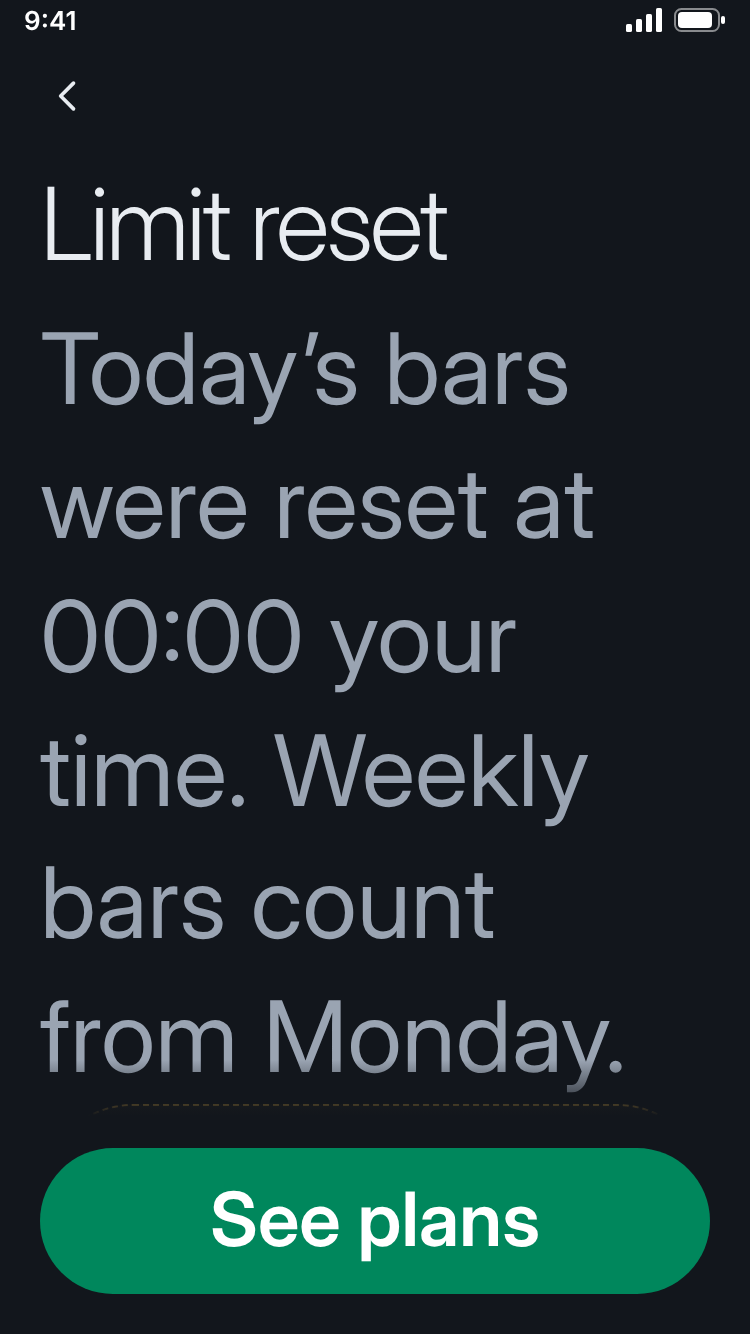 9:41
Limit reset
Today’s bars
were reset at
00:00 your
time. Weekly
bars count
from Monday.
See plans